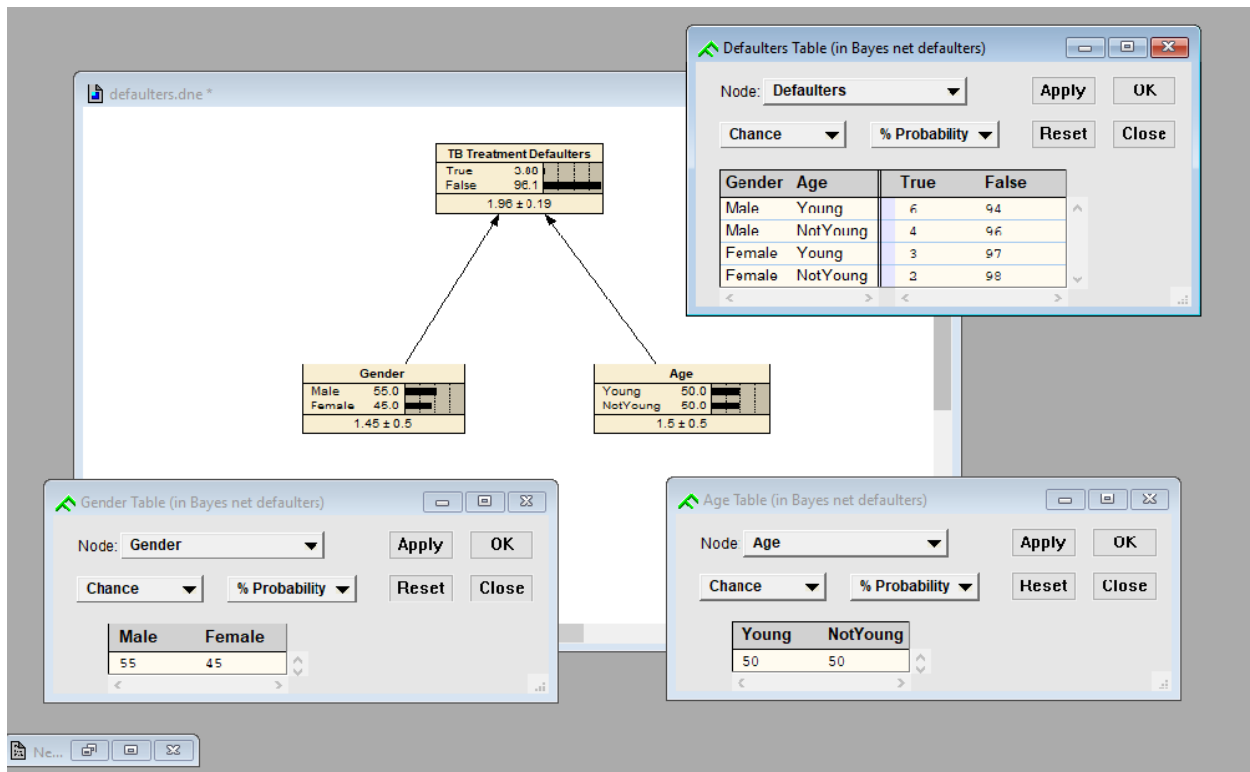 Defaulters Table (in Bayes net defaulters)
Node: Defaulters Apply OK
Chance % Probability Reset Close
Gender Age True False
Male Young 6 94
Male NotYoung 4 96
Female Young 3 97
Female NotYoung 2 98
defaulters.dne *
TB Treatment Defaulters
True
False 96.1
1.96 ± 0.19
Gender
Male 55.0
Female 45.0
1.45 ± 0.5
Age
Young 50.0
NotYoung 50.0
1.5 ± 0.5
Gender Table (in Bayes net defaulters)
Node: Gender Apply OK
Chance % Probability Reset Close
Male Female
55 45
Age Table (in Bayes net defaulters)
Node: Age Apply OK
Chance % Probability Reset Close
Young NotYoung
50 50
Ne...